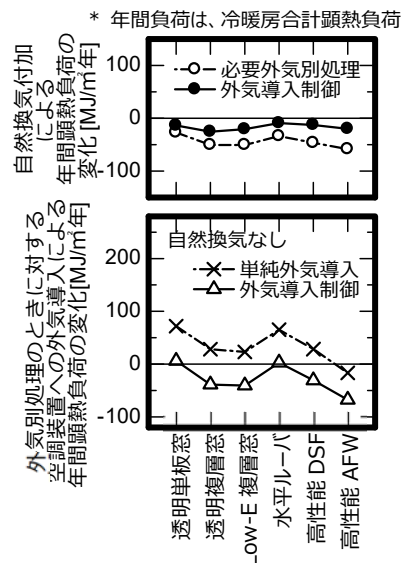 * 年間負荷は、冷暖房合計顕熱負荷
自然換気付加
による
年間顕熱負荷の
変化 [MJ/㎡年]
100
0
-100
必要外気別処理
外気導入制御
外気別処理のときに対する
空調装置への外気導入による
年間顕熱負荷の変化[MJ/㎡年]
200
100
0
-100
自然換気なし
単純外気導入
外気導入制御
透明単板窓
透明複層窓
Low-E 複層窓
水平ルーバ
高性能 DSF
高性能 AFW